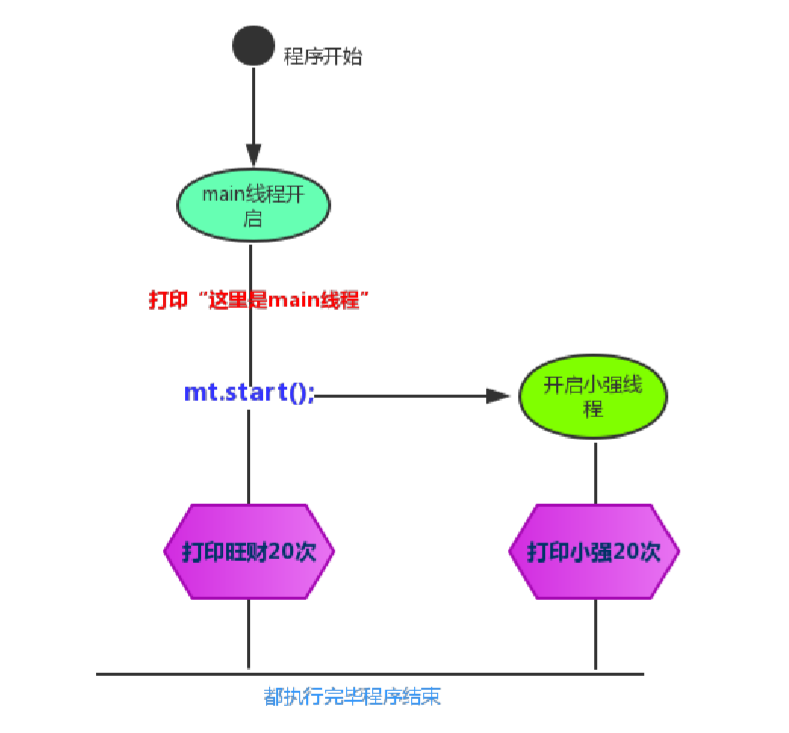 程序开始
main线程开
启
打印“这里是main线程”
mt.start();
开启小强线
程
打印旺财20次
打印小强20次
都执行完毕程序结束